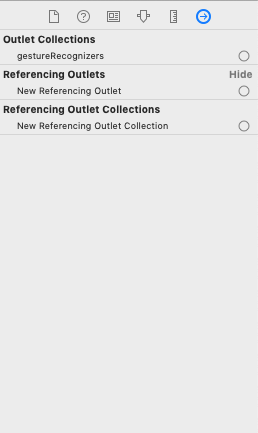 Outlet Collections
gestureRecognizers
Referencing Outlets Hide
New Referencing Outlet
Referencing Outlet Collections
New Referencing Outlet Collection